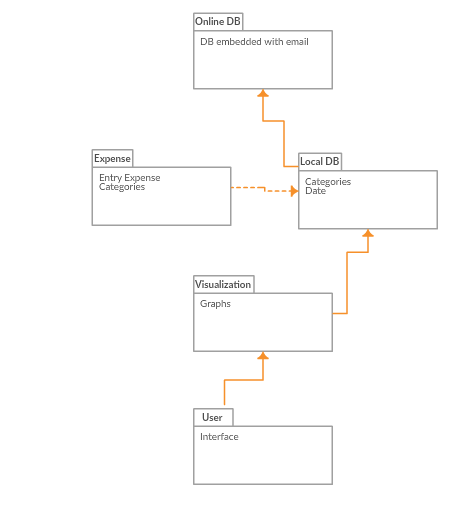 Online DB
DB embedded with email
Expense
Entry Expense
Categories
Local DB
Categories
Date
Visualization
Graphs
User
Interface